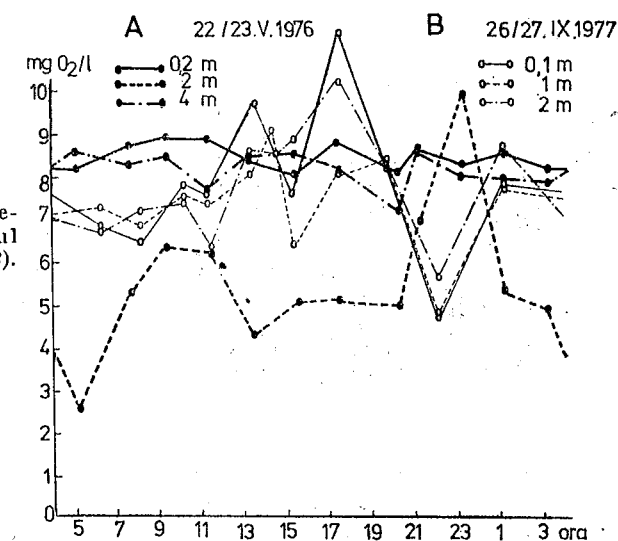 A 22/23.V.1976 B 26/27.IX.1977
mg O2/l
0,2 m
2 m
4 m
0,1 m
1 m
2 m
10
9
8
7
6
5
4
3
2
1
0
5 7 9 11 13 15 17 19 21 23 1 3 ora
e-
ul
).